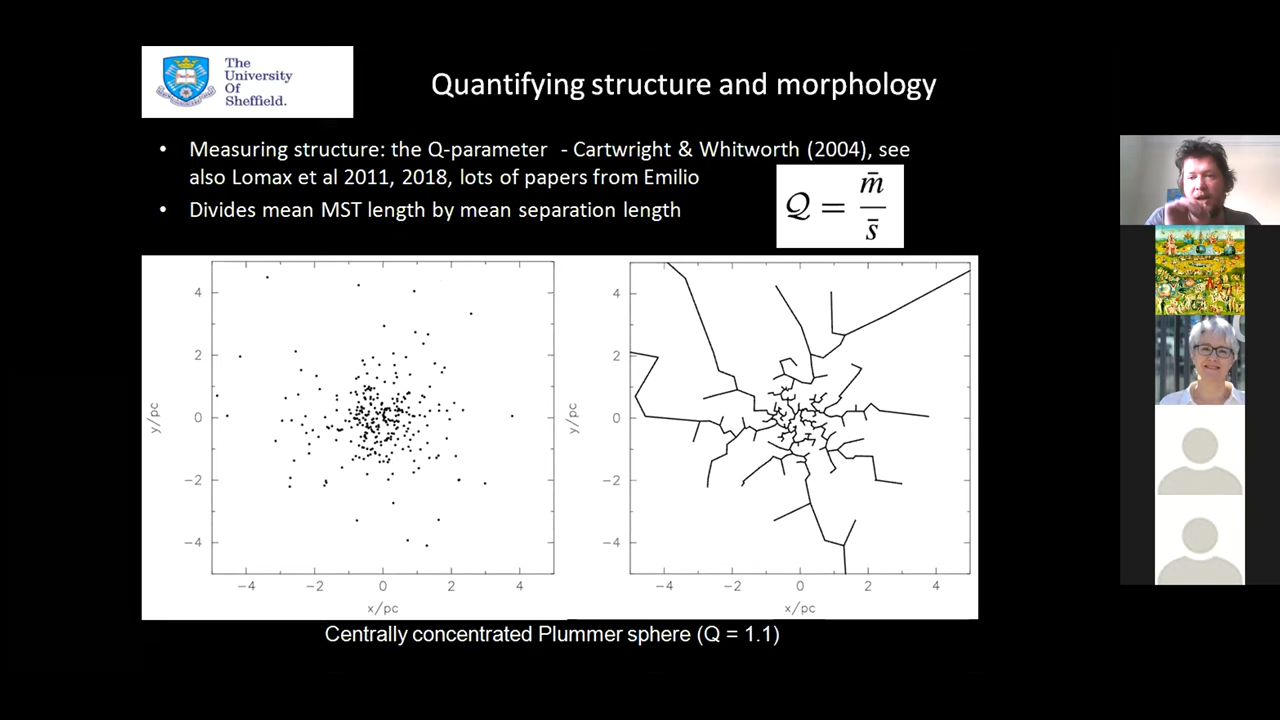 The
University
Of
Sheffield.
Quantifying structure and morphology
• Measuring structure: the Q-parameter - Cartwright & Whitworth (2004), see
also Lomax et al 2011, 2018, lots of papers from Emilio
• Divides mean MST length by mean separation length
𝒬 = m̄ / s̄
4
2
0
−2
−4
y/pc
−4 −2 0 2 4
x/pc
4
2
0
−2
−4
y/pc
−4 −2 0 2 4
x/pc
Centrally concentrated Plummer sphere (Q = 1.1)